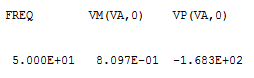 FREQ VM(VA,0) VP(VA,0)
5.000E+01 8.097E-01 -1.683E+02